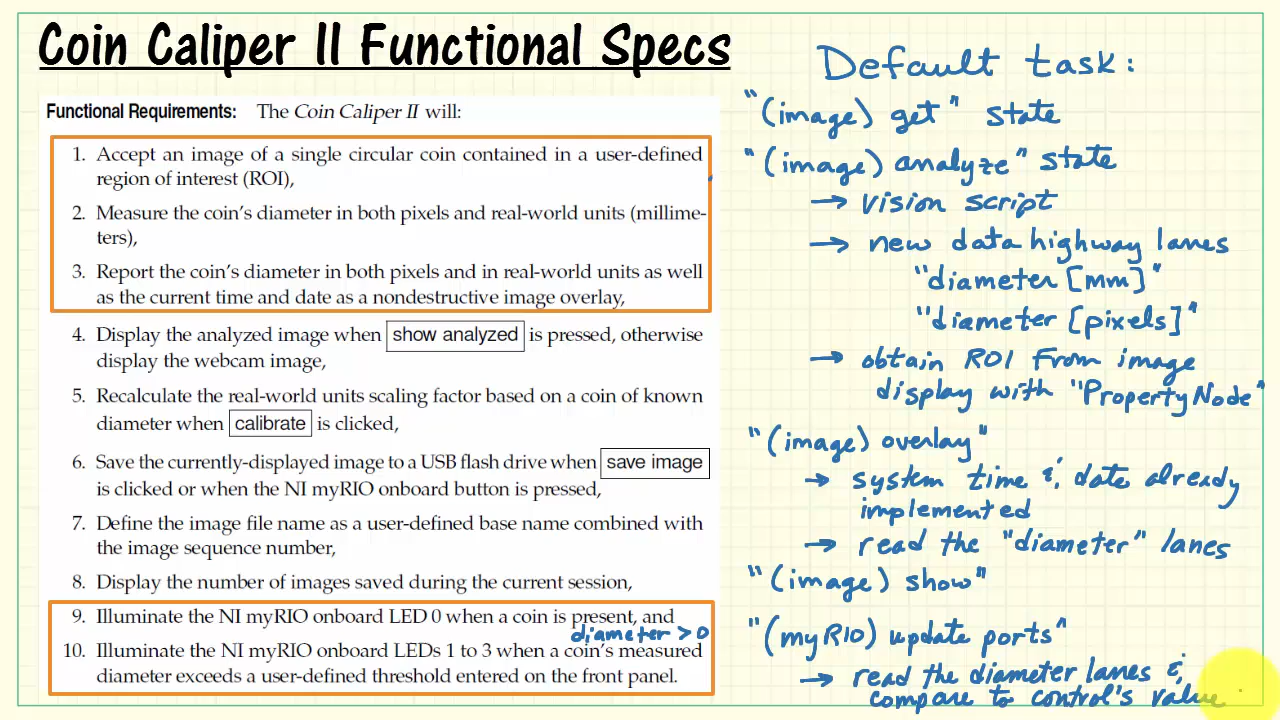 Coin Caliper II Functional Specs
Functional Requirements: The Coin Caliper II will:
1. Accept an image of a single circular coin contained in a user-defined
region of interest (ROI),
2. Measure the coin's diameter in both pixels and real-world units (millime-
ters),
3. Report the coin's diameter in both pixels and in real-world units as well
as the current time and date as a nondestructive image overlay,
4. Display the analyzed image when show analyzed is pressed, otherwise
display the webcam image,
5. Recalculate the real-world units scaling factor based on a coin of known
diameter when calibrate is clicked,
6. Save the currently-displayed image to a USB flash drive when save image
is clicked or when the NI myRIO onboard button is pressed,
7. Define the image file name as a user-defined base name combined with
the image sequence number,
8. Display the number of images saved during the current session,
9. Illuminate the NI myRIO onboard LED 0 when a coin is present, and
diameter > 0
10. Illuminate the NI myRIO onboard LEDs 1 to 3 when a coin's measured
diameter exceeds a user-defined threshold entered on the front panel.
Default task:
"(image) get" state
"(image) analyze" state
→ vision script
→ new data highway lanes
"diameter [mm]"
"diameter [pixels]"
→ obtain ROI from image
display with "PropertyNode"
"(image) overlay"
→ system time & date already
implemented
→ read the "diameter" lanes
"(image) show"
"(myRIO) update ports"
→ read the diameter lanes &
compare to control's value